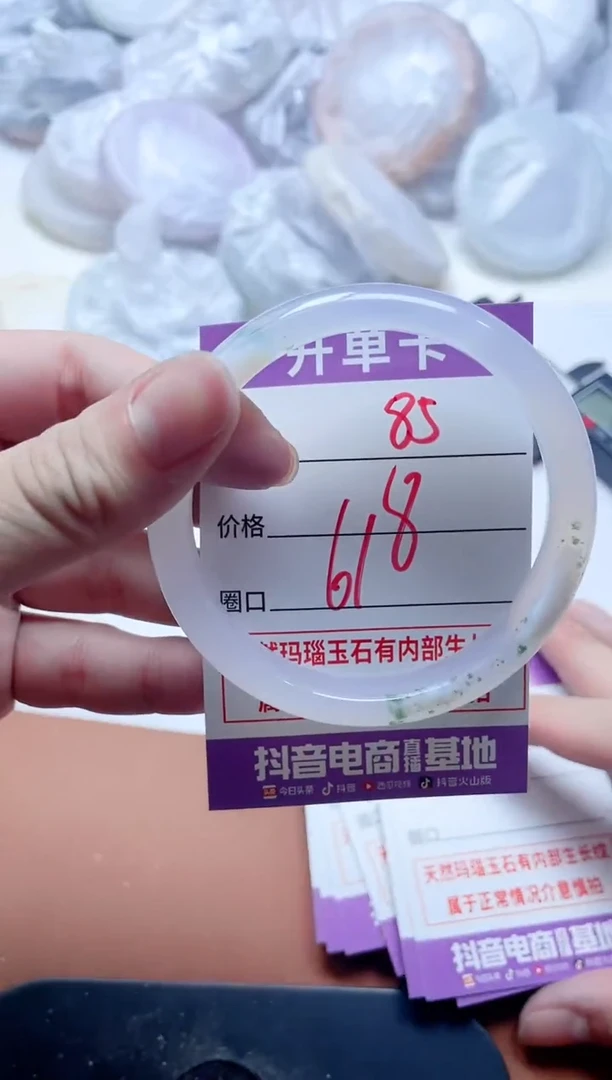 开单卡
85
价格
618
圈口
然玛瑙玉石有内部生
抖音电商直播基地
今日头条 抖音 西瓜视频 抖音火山版
天然玛瑙玉石有内部生长纹
属于正常情况介意慎拍
抖音电商直播基